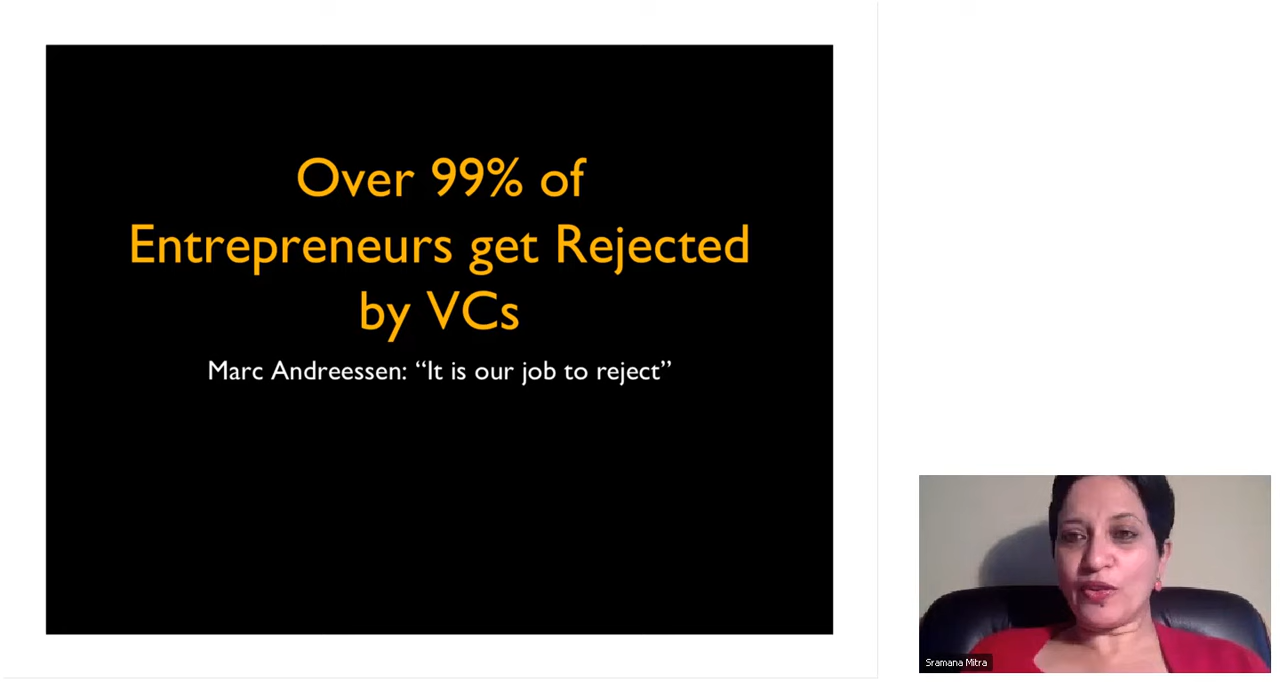 Over 99% of
Entrepreneurs get Rejected
by VCs
Marc Andreessen: “It is our job to reject”
Sramana Mitra